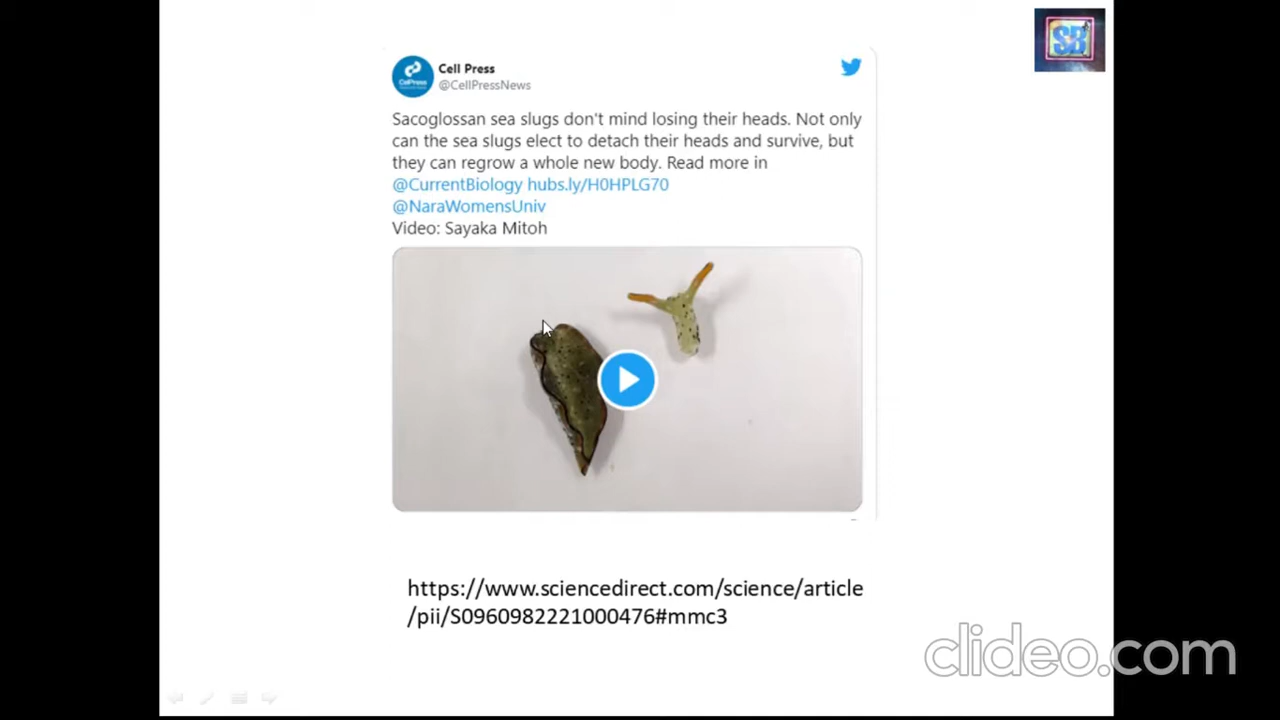 SB
Cell Press
@CellPressNews
CelPress
Sacoglossan sea slugs don't mind losing their heads. Not only
can the sea slugs elect to detach their heads and survive, but
they can regrow a whole new body. Read more in
@CurrentBiology hubs.ly/H0HPLG70
@NaraWomensUniv
Video: Sayaka Mitoh
https://www.sciencedirect.com/science/article
/pii/S0960982221000476#mmc3
clideo.com